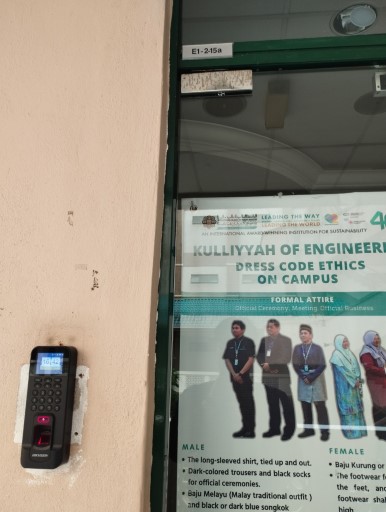 E1-2-15a
LEADING THE WAY
LEADING THE WORLD
AN INTERNATIONAL AWARD-WINNING INSTITUTION FOR SUSTAINABILITY
KULLIYYAH OF ENGINEERI
DRESS CODE ETHICS
ON CAMPUS
FORMAL ATTIRE
Official Ceremony, Meeting, Official Business
MALE
• The long-sleeved shirt, tied up and out.
• Dark-colored trousers and black socks
for official ceremonies.
• Baju Melayu (Malay traditional outfit )
and black or dark blue songkok
FEMALE
• Baju Kurung or
• The footwear f
the feet, and
footwear shal
high
HIKVISION